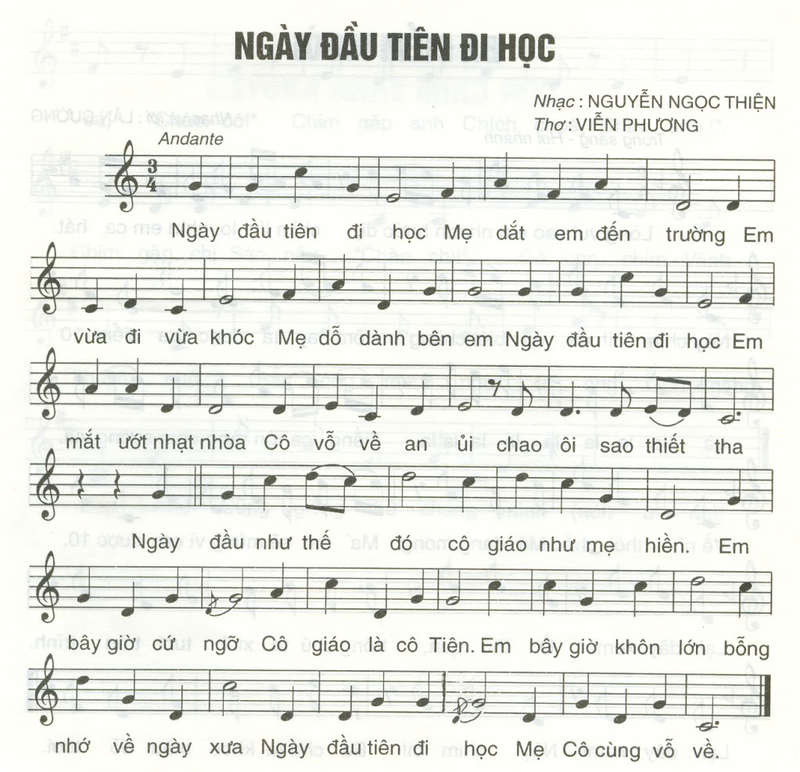 NGÀY ĐẦU TIÊN ĐI HỌC
Nhạc : NGUYỄN NGỌC THIỆN
Thơ : VIỄN PHƯƠNG
Andante
3
4
Ngày đầu tiên đi học Mẹ dắt em đến trường Em
vừa đi vừa khóc Mẹ dỗ dành bên em Ngày đầu tiên đi học Em
mắt ướt nhạt nhòa Cô vỗ về an ủi chao ôi sao thiết tha
Ngày đầu như thế đó cô giáo như mẹ hiền. Em
bây giờ cứ ngỡ Cô giáo là cô Tiên. Em bây giờ khôn lớn bỗng
nhớ về ngày xưa Ngày đầu tiên đi học Mẹ Cô cùng vỗ về.